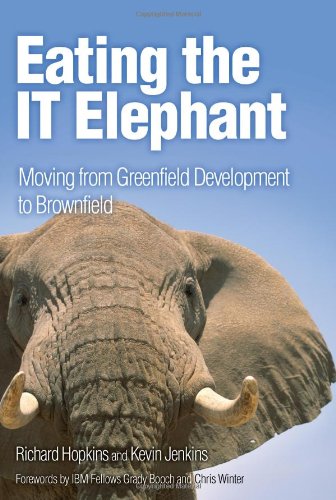 Eating the
IT Elephant
Moving from Greenfield Development
to Brownfield
Richard Hopkins and Kevin Jenkins
Forewords by IBM Fellows Grady Booch and Chris Winter